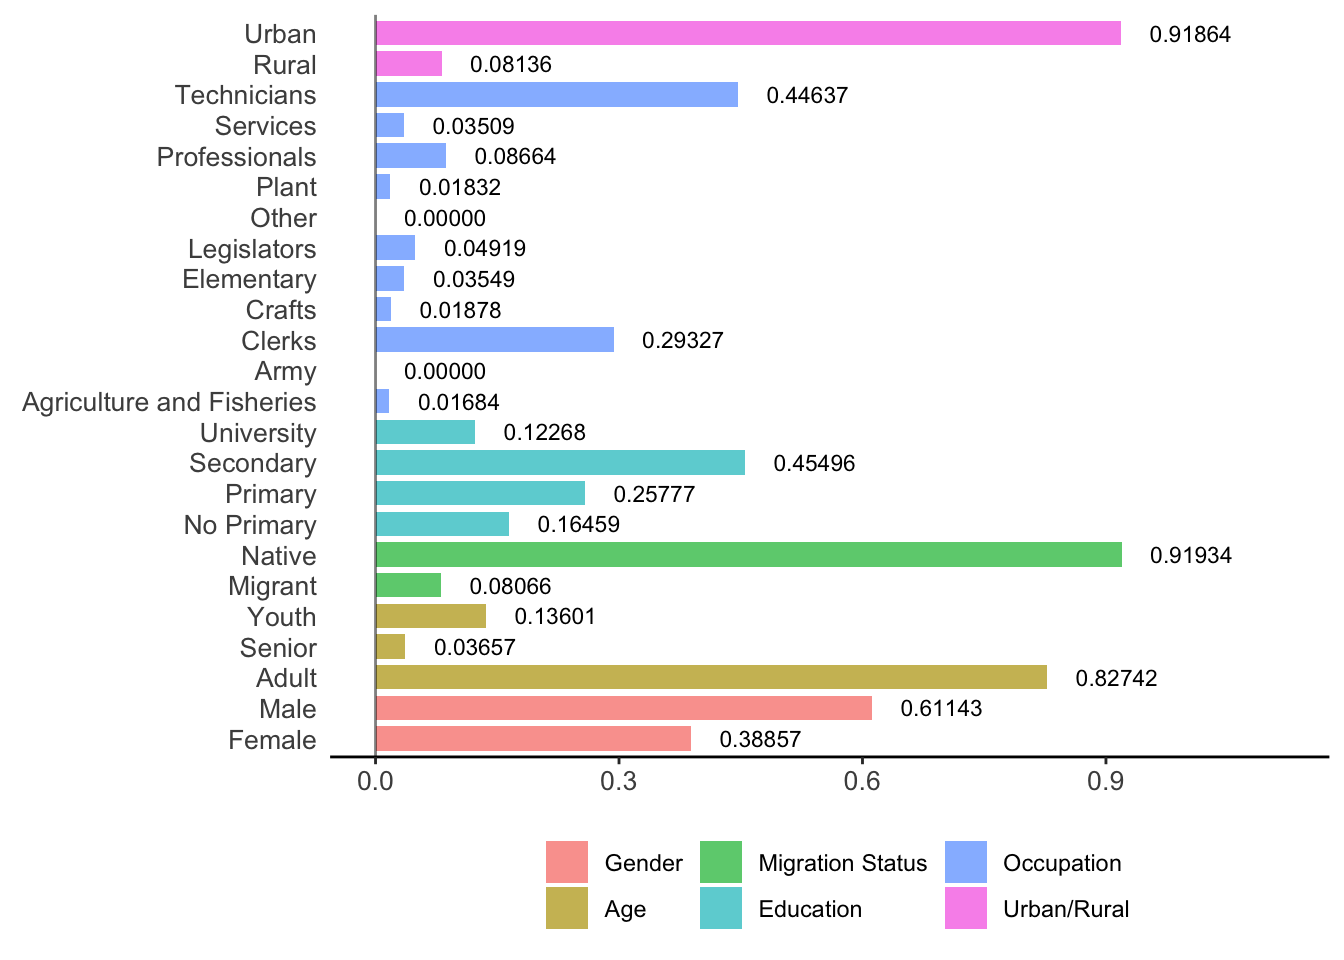 Urban 0.91864
Rural 0.08136
Technicians 0.44637
Services 0.03509
Professionals 0.08664
Plant 0.01832
Other 0.00000
Legislators 0.04919
Elementary 0.03549
Crafts 0.01878
Clerks 0.29327
Army 0.00000
Agriculture and Fisheries 0.01684
University 0.12268
Secondary 0.45496
Primary 0.25777
No Primary 0.16459
Native 0.91934
Migrant 0.08066
Youth 0.13601
Senior 0.03657
Adult 0.82742
Male 0.61143
Female 0.38857
0.0 0.3 0.6 0.9
Gender Migration Status Occupation
Age Education Urban/Rural